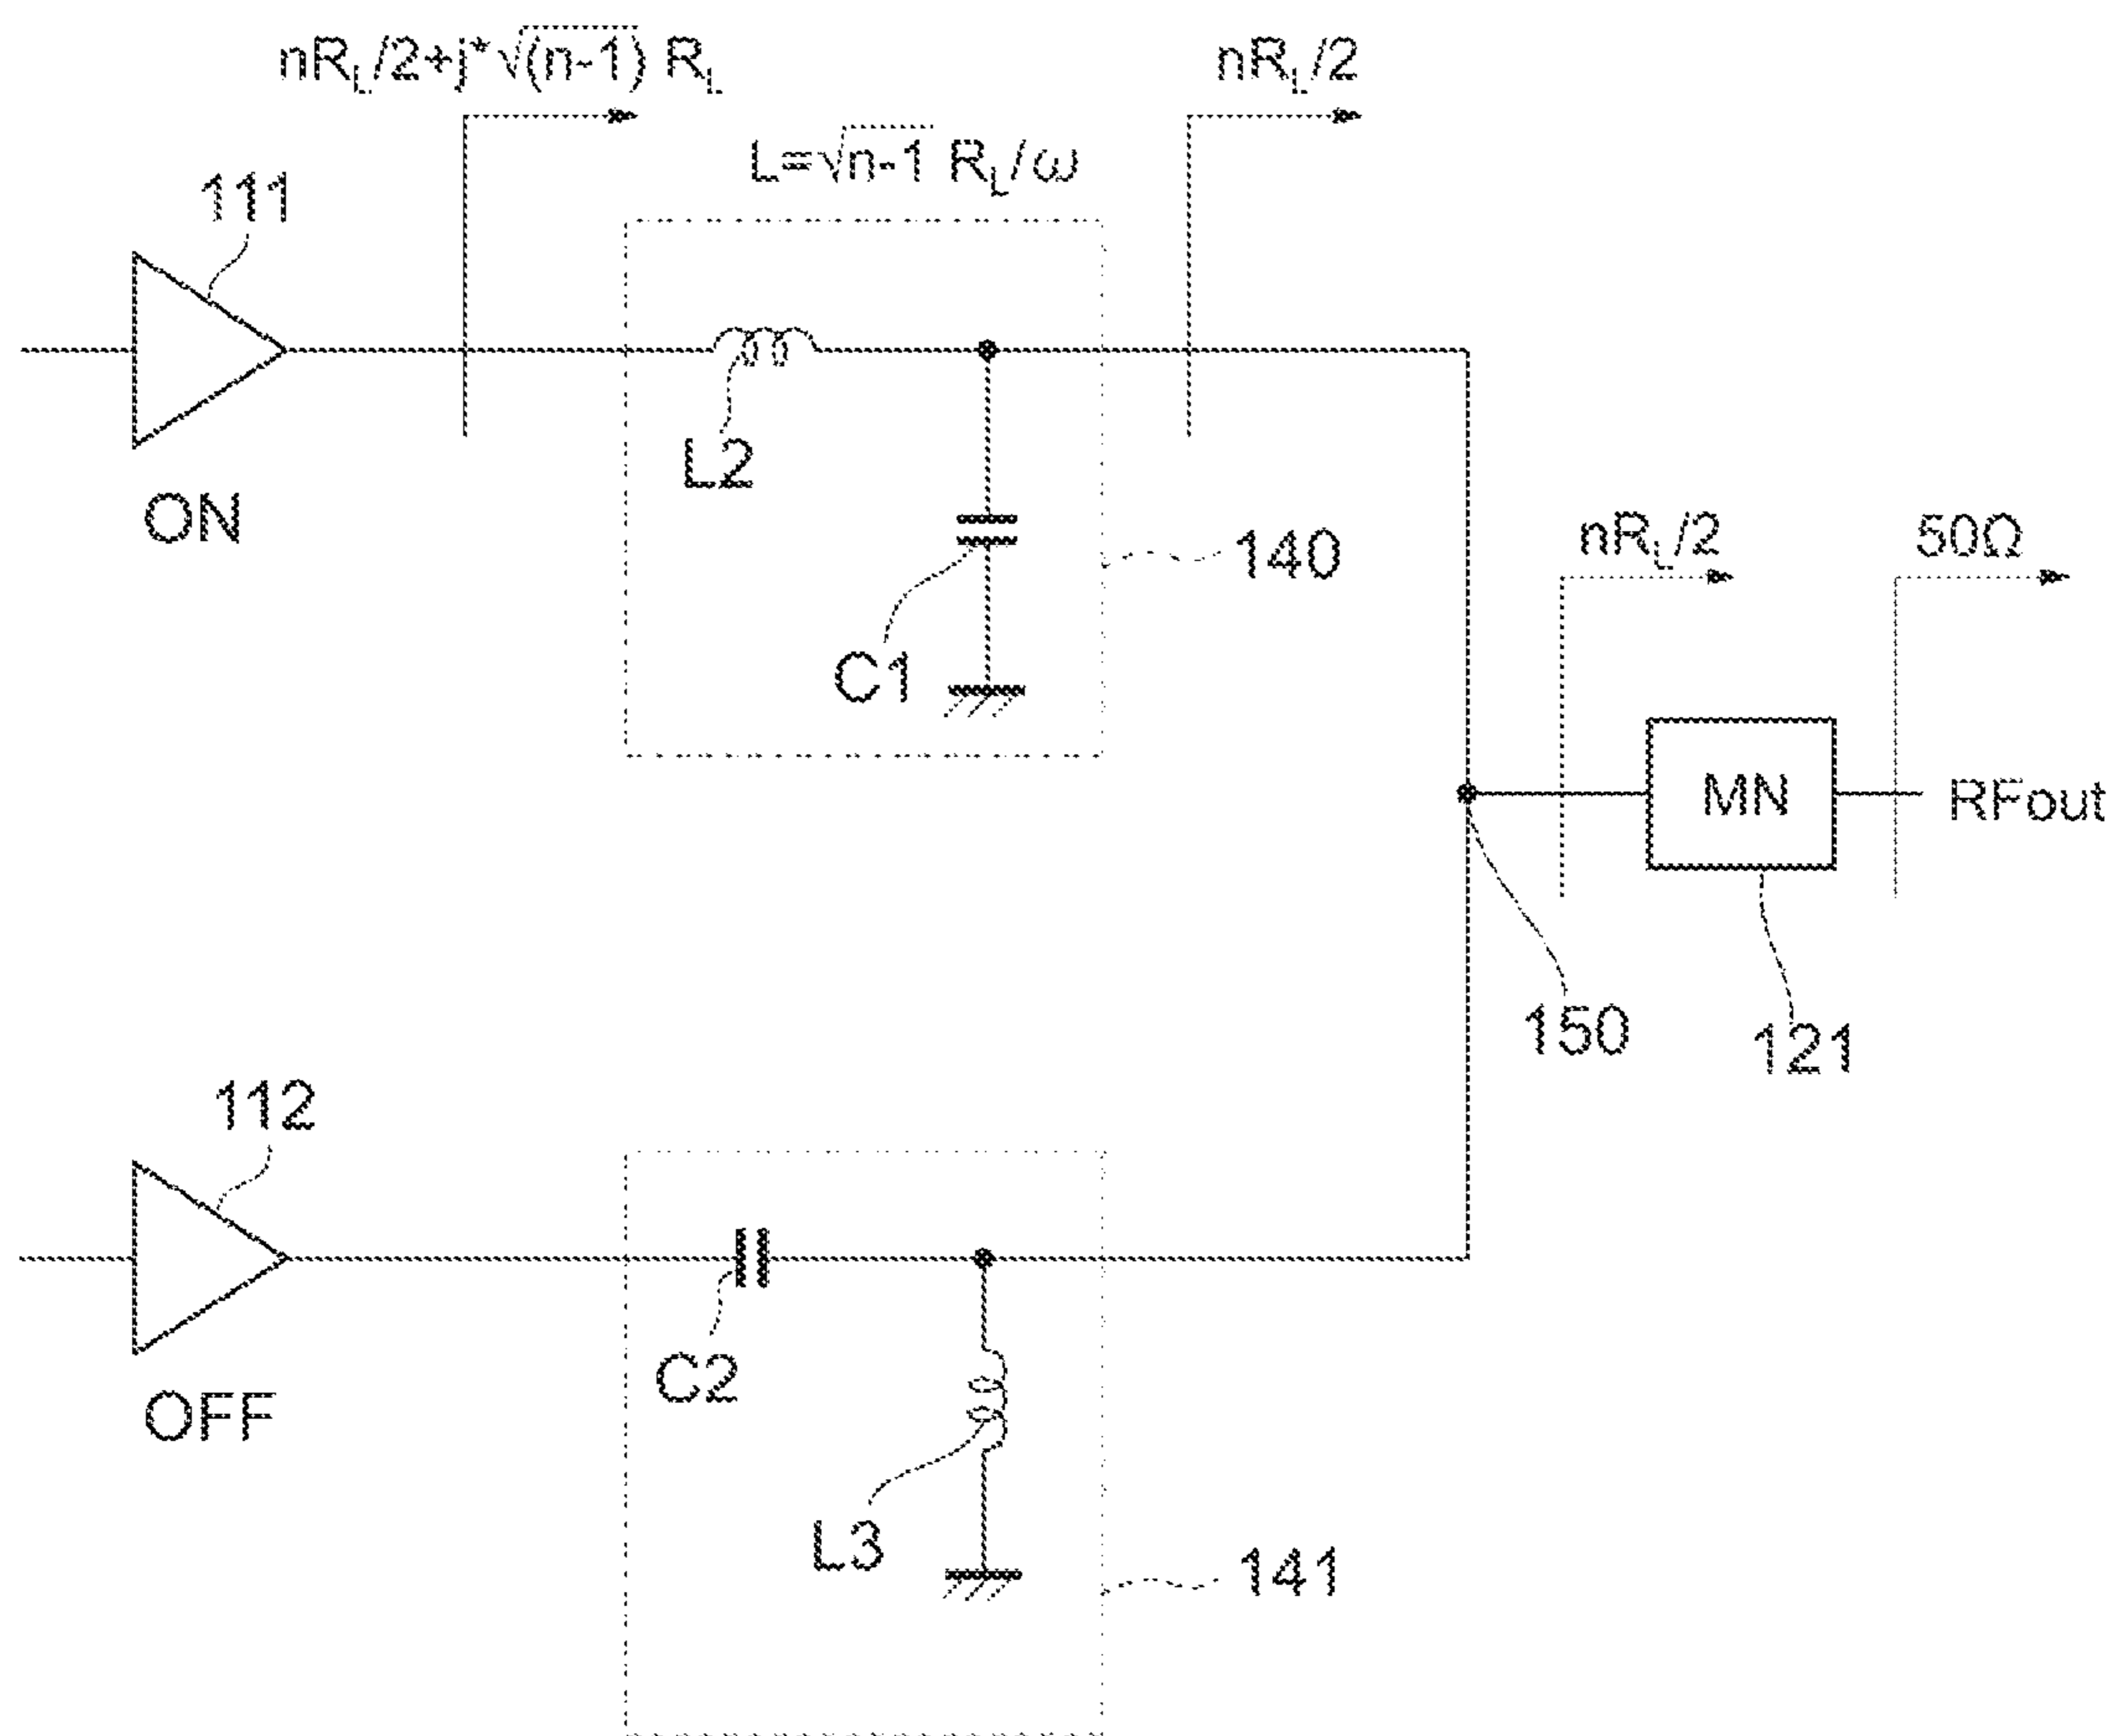 nR_L/2+j*√(n-1) R_L
nR_L/2
L=√n-1 R_L/ω
111
ON
L2
C1
140
nR_L/2
50Ω
MN
RFout
150
121
112
OFF
C2
L3
141